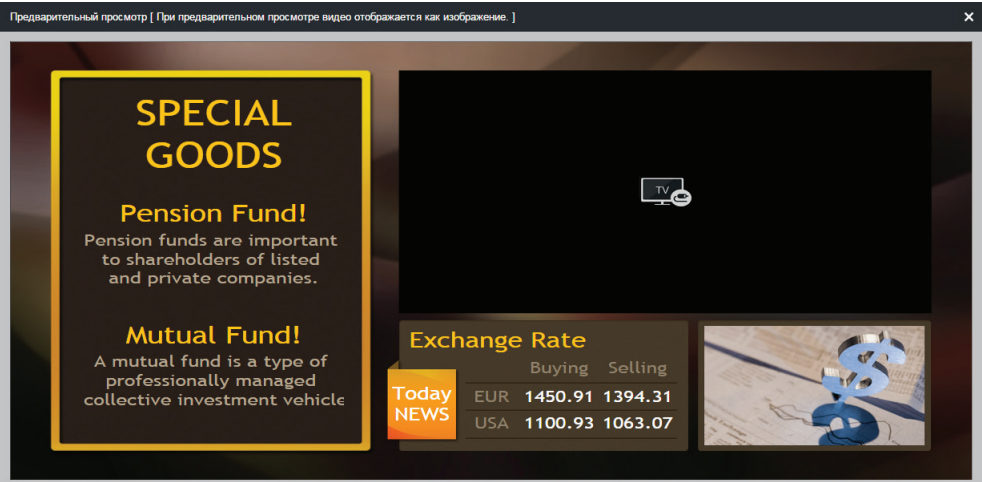 Предварительный просмотр [ При предварительном просмотре видео отображается как изображение. ]
SPECIAL
GOODS
Pension Fund!
Pension funds are important
to shareholders of listed
and private companies.
Mutual Fund!
A mutual fund is a type of
professionally managed
collective investment vehicle
TV
Exchange Rate
Buying Selling
Today
NEWS
EUR 1450.91 1394.31
USA 1100.93 1063.07